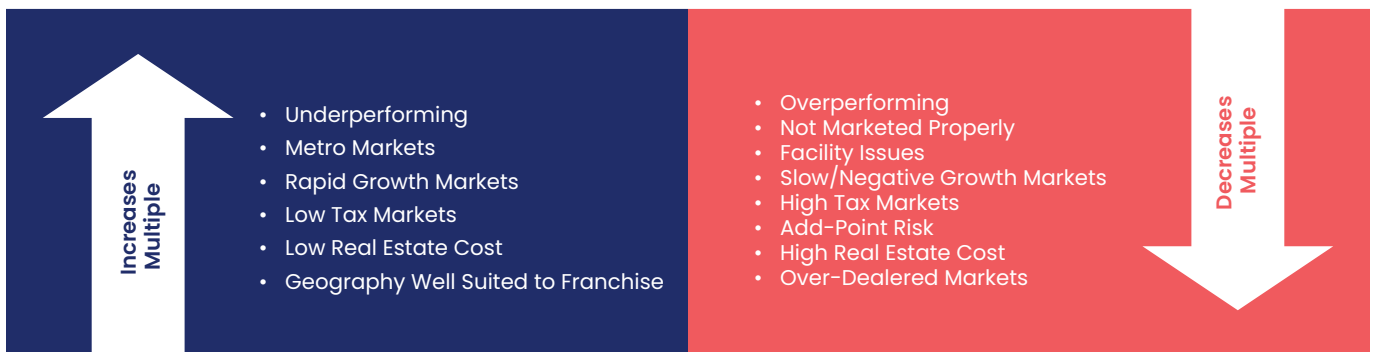 Increases
Multiple
• Underperforming
• Metro Markets
• Rapid Growth Markets
• Low Tax Markets
• Low Real Estate Cost
• Geography Well Suited to Franchise
• Overperforming
• Not Marketed Properly
• Facility Issues
• Slow/Negative Growth Markets
• High Tax Markets
• Add-Point Risk
• High Real Estate Cost
• Over-Dealered Markets
Decreases
Multiple